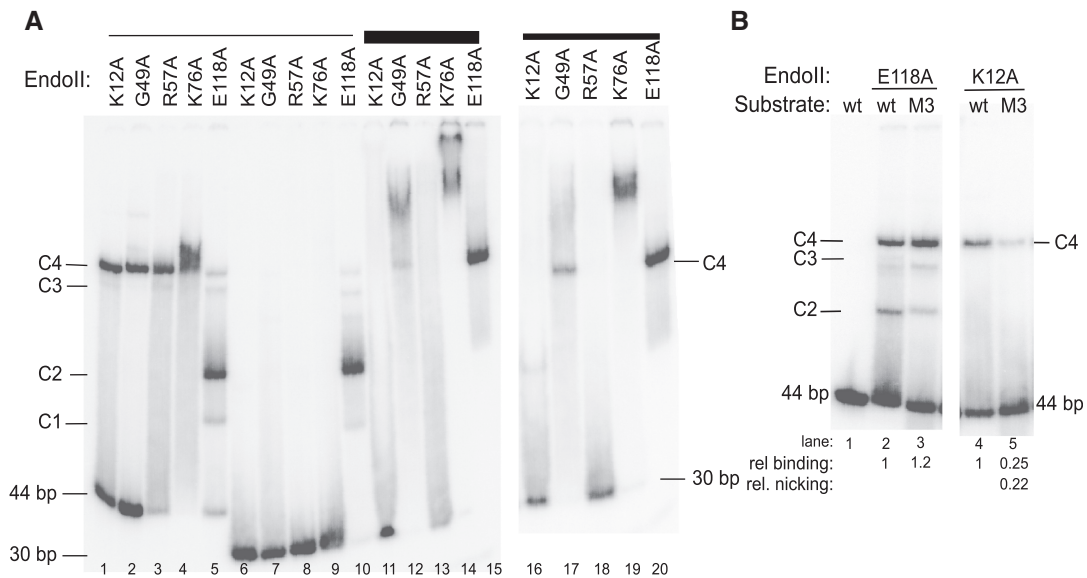 A
EndoII:
K12A
G49A
R57A
K76A
E118A
K12A
G49A
R57A
K76A
E118A
K12A
G49A
R57A
K76A
E118A
K12A
G49A
R57A
K76A
E118A
C4
C3
C2
C1
44 bp
30 bp
C4
30 bp
1 2 3 4 5 6 7 8 9 10 11 12 13 14 15 16 17 18 19 20
B
EndoII: E118A K12A
Substrate: wt wt M3 wt M3
C4
C3
C2
44 bp
C4
44 bp
lane: 1 2 3 4 5
rel binding: 1 1.2 1 0.25
rel. nicking: 0.22